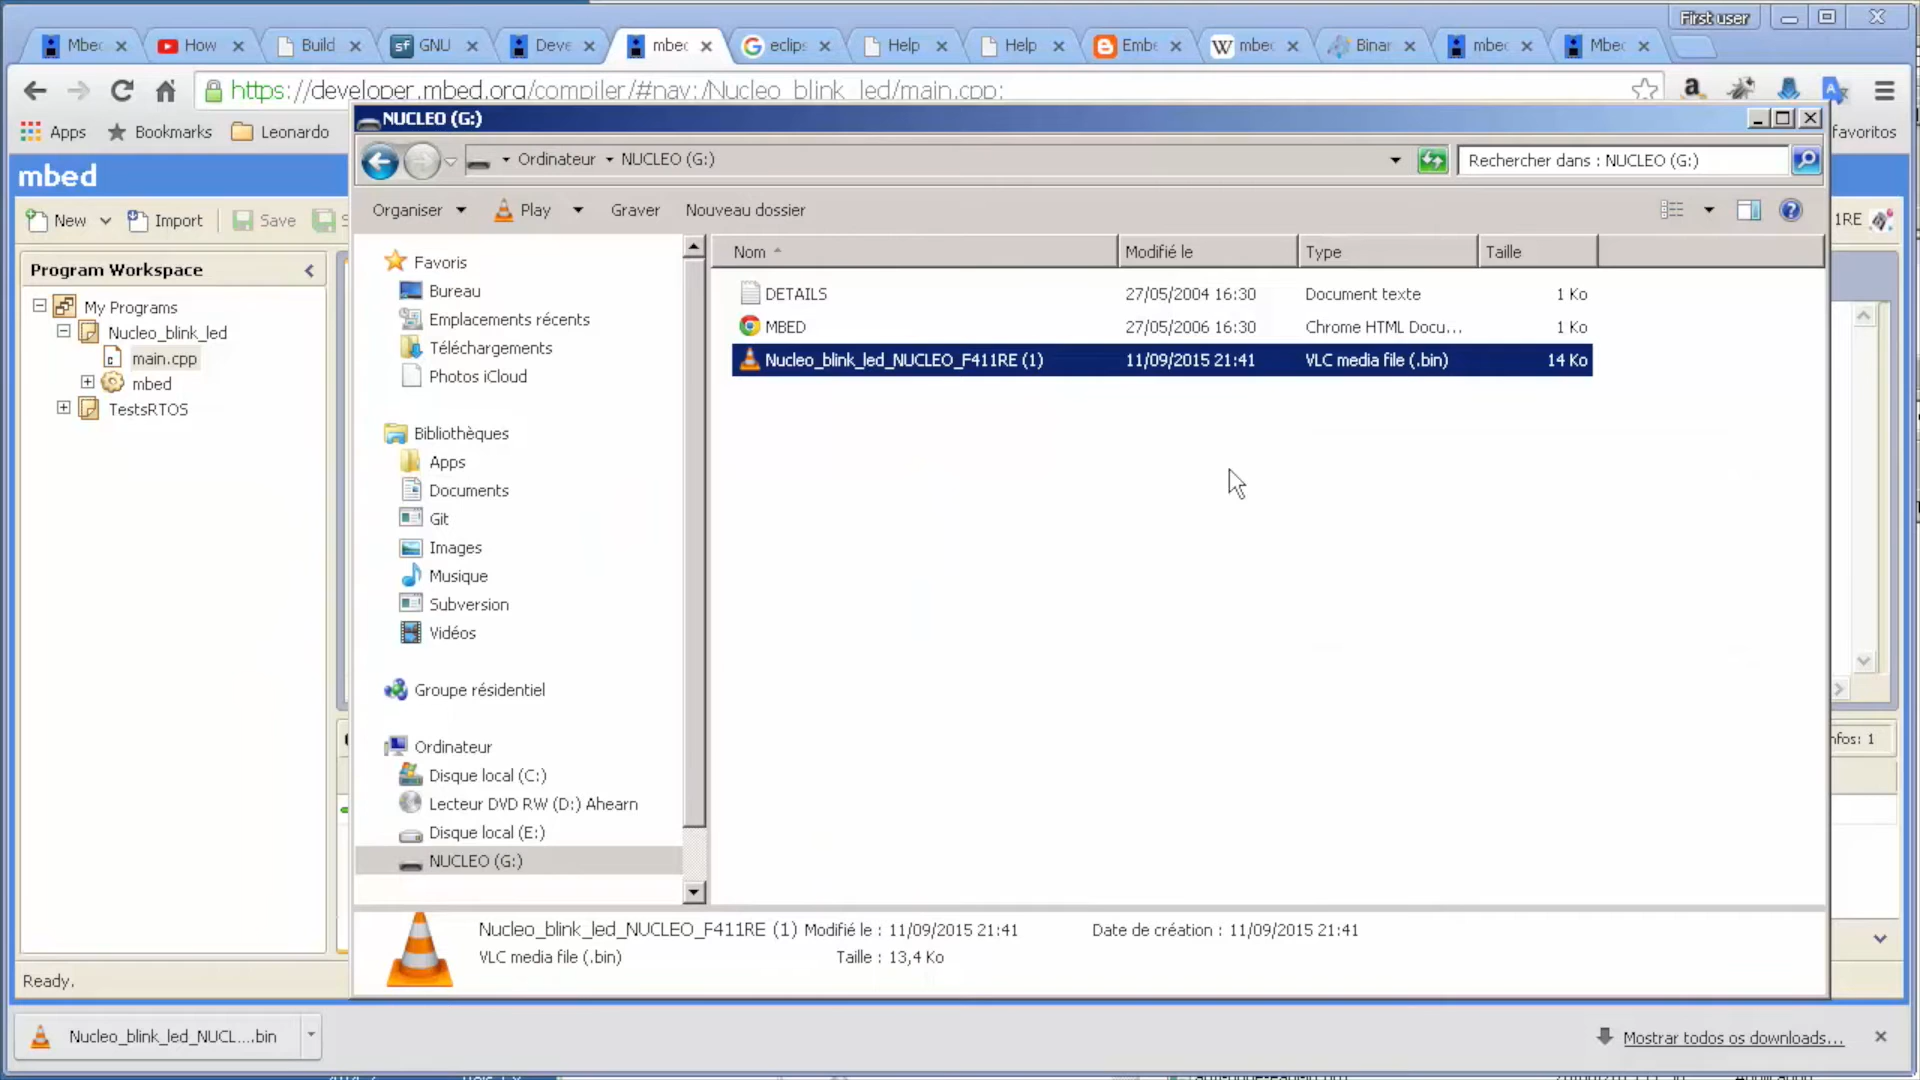 First user
Mbec How Build GNU Deve mbec eclips Help Help Embe mbec Binar mbec Mbec
https://developer.mbed.org/compiler/#nav:/Nucleo_blink_led/main.cpp;
Apps Bookmarks Leonardo favoritos
NUCLEO (G:)
Ordinateur NUCLEO (G:) Rechercher dans : NUCLEO (G:)
mbed
Organiser Play Graver Nouveau dossier
New Import Save S 1RE
Program Workspace
My Programs
Nucleo_blink_led
main.cpp
mbed
TestsRTOS
Favoris
Bureau
Emplacements récents
Téléchargements
Photos iCloud
Bibliothèques
Apps
Documents
Git
Images
Musique
Subversion
Vidéos
Groupe résidentiel
Ordinateur
Disque local (C:)
Lecteur DVD RW (D:) Ahearn
Disque local (E:)
NUCLEO (G:)
Nom Modifié le Type Taille
DETAILS 27/05/2004 16:30 Document texte 1 Ko
MBED 27/05/2006 16:30 Chrome HTML Docu... 1 Ko
Nucleo_blink_led_NUCLEO_F411RE (1) 11/09/2015 21:41 VLC media file (.bin) 14 Ko
nfos: 1
Nucleo_blink_led_NUCLEO_F411RE (1) Modifié le : 11/09/2015 21:41 Date de création : 11/09/2015 21:41
VLC media file (.bin) Taille : 13,4 Ko
Ready.
Nucleo_blink_led_NUCL....bin Mostrar todos os downloads...